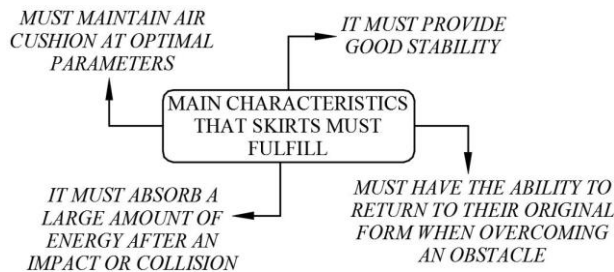 MUST MAINTAIN AIR
CUSHION AT OPTIMAL
PARAMETERS
IT MUST PROVIDE
GOOD STABILITY
MAIN CHARACTERISTICS
THAT SKIRTS MUST
FULFILL
IT MUST ABSORB A
LARGE AMOUNT OF
ENERGY AFTER AN
IMPACT OR COLLISION
MUST HAVE THE ABILITY TO
RETURN TO THEIR ORIGINAL
FORM WHEN OVERCOMING
AN OBSTACLE